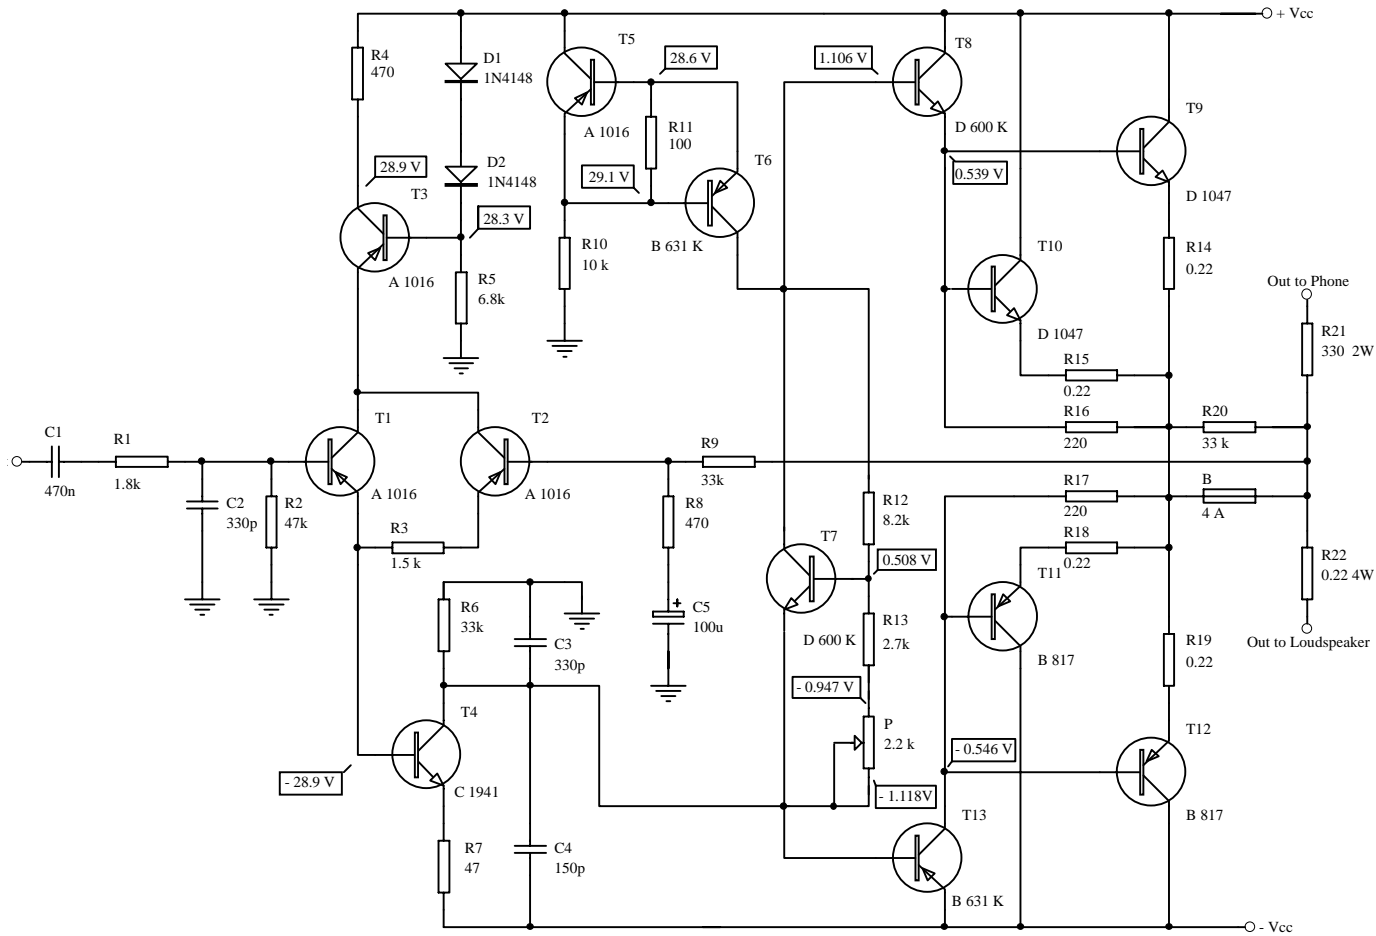 + Vcc
R4
470
D1
1N4148
T5
28.6 V
1.106 V
T8
A 1016
R11
100
D 600 K
T9
28.9 V
D2
1N4148
29.1 V
T6
0.539 V
D 1047
T3
28.3 V
R10
10 k
B 631 K
T10
R14
0.22
A 1016
R5
6.8k
Out to Phone
D 1047
R21
330 2W
R15
0.22
T1
T2
R16
220
R20
33 k
C1
470n
R1
1.8k
R9
33k
A 1016
A 1016
C2
330p
R2
47k
R8
470
R12
8.2k
R17
220
B
4 A
R3
1.5 k
T7
0.508 V
R18
0.22
R22
0.22 4W
T11
R6
33k
C3
330p
C5
100u
+
D 600 K
R13
2.7k
B 817
R19
0.22
Out to Loudspeaker
- 0.947 V
T4
P
2.2 k
- 0.546 V
T12
- 28.9 V
C 1941
- 1.118V
T13
B 817
R7
47
C4
150p
B 631 K
- Vcc